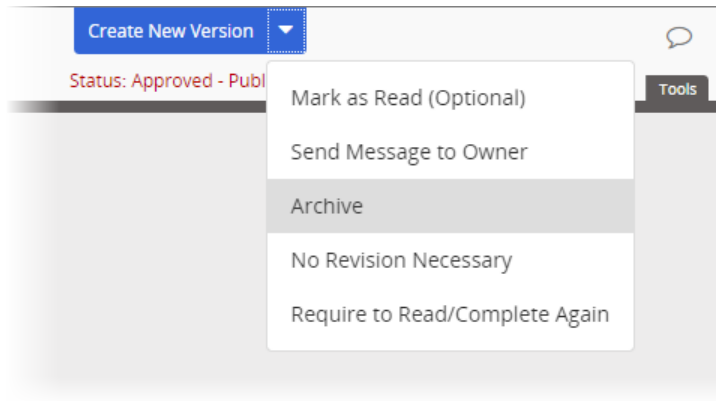 Create New Version
Status: Approved - Publ
Tools
Mark as Read (Optional)
Send Message to Owner
Archive
No Revision Necessary
Require to Read/Complete Again